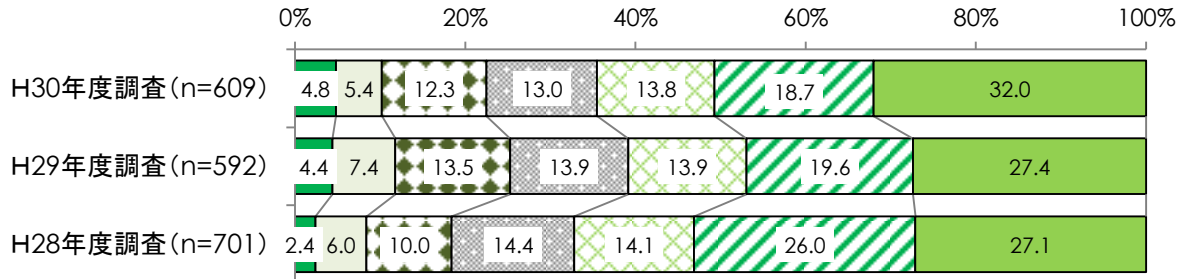 0% 20% 40% 60% 80% 100%
H30年度調査(n=609) 4.8 5.4 12.3 13.0 13.8 18.7 32.0
H29年度調査(n=592) 4.4 7.4 13.5 13.9 13.9 19.6 27.4
H28年度調査(n=701) 2.4 6.0 10.0 14.4 14.1 26.0 27.1